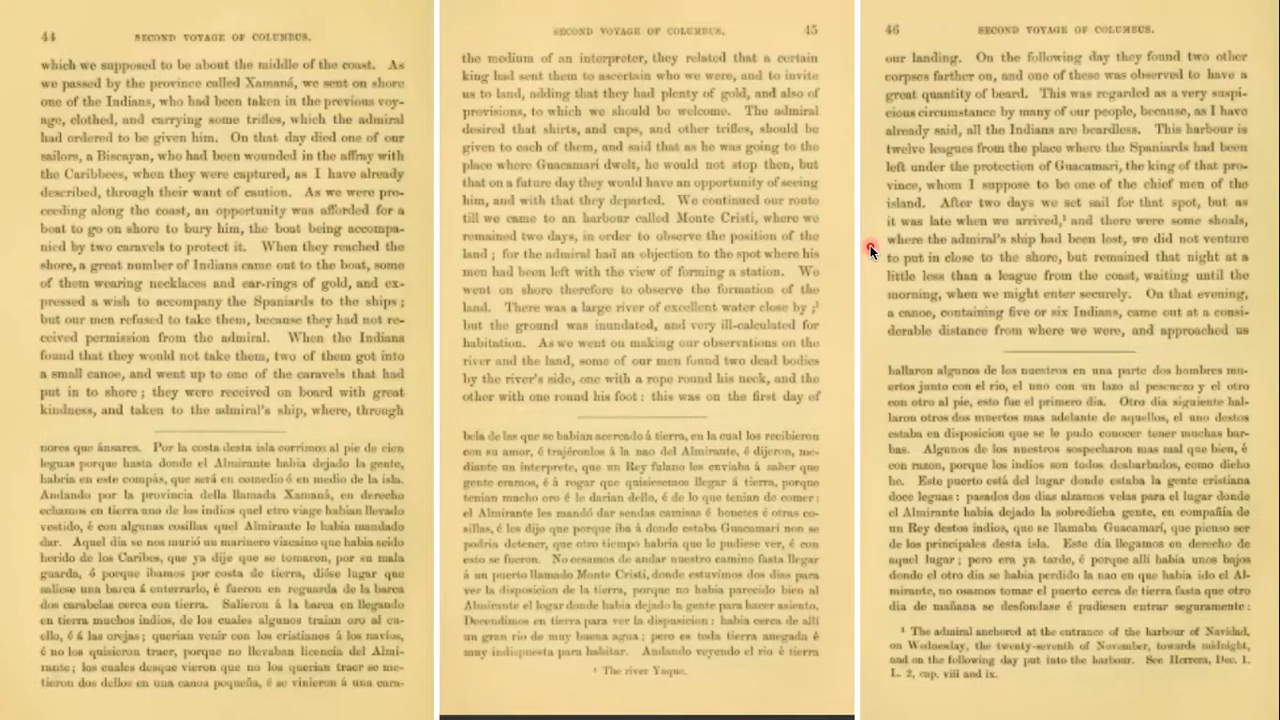 44 SECOND VOYAGE OF COLUMBUS.
which we supposed to be about the middle of the coast. As
we passed by the province called Xamaná, we sent on shore
one of the Indians, who had been taken in the previous voy-
age, clothed, and carrying some trifles, which the admiral
had ordered to be given him. On that day died one of our
sailors, a Biscayan, who had been wounded in the affray with
the Caribbees, when they were captured, as I have already
described, through their want of caution. As we were pro-
ceeding along the coast, an opportunity was afforded for a
boat to go on shore to bury him, the boat being accompa-
nied by two caravels to protect it. When they reached the
shore, a great number of Indians came out to the boat, some
of them wearing necklaces and ear-rings of gold, and ex-
pressed a wish to accompany the Spaniards to the ships;
but our men refused to take them, because they had not re-
ceived permission from the admiral. When the Indians
found that they would not take them, two of them got into
a small canoe, and went up to one of the caravels that had
put in to shore; they were received on board with great
kindness, and taken to the admiral's ship, where, through
nores que ánsares. Por la costa desta isla corrimos al pie de cien
leguas porque hasta donde el Almirante habia dejado la gente,
habria en este compás, que será en comedio ó en medio de la isla.
Andando por la provincia della llamada Xamaná, en derecho
echamos en tierra uno de los indios quel otro viage habian llevado
vestido, é con algunas cosillas quel Almirante le habia mandado
dar. Aquel dia se nos murió un marinero vizcaino que habia seido
herido de los Caribes, que ya dije que se tomaron, por su mala
guarda, é porque ibamos por costa de tierra, dióse lugar que
saliese una barca á enterrarlo, é fueron en reguarda de la barca
dos carabelas cerca con tierra. Salieron á la barca en llegando
en tierra muchos indios, de los cuales algunos traian oro al cu-
ello, é á las orejas; querian venir con los cristianos á los navíos,
é no los quisieron traer, porque no llevaban licencia del Almi-
rante; los cuales desque vieron que no los querian traer se me-
tieron dos dellos en una canoa pequeña, é se vinieron á una cara-
SECOND VOYAGE OF COLUMBUS. 45
the medium of an interpreter, they related that a certain
king had sent them to ascertain who we were, and to invite
us to land, adding that they had plenty of gold, and also of
provisions, to which we should be welcome. The admiral
desired that shirts, and caps, and other trifles, should be
given to each of them, and said that as he was going to the
place where Guacamari dwelt, he would not stop then, but
that on a future day they would have an opportunity of seeing
him, and with that they departed. We continued our route
till we came to an harbour called Monte Cristi, where we
remained two days, in order to observe the position of the
land; for the admiral had an objection to the spot where his
men had been left with the view of forming a station. We
went on shore therefore to observe the formation of the
land. There was a large river of excellent water close by;¹
but the ground was inundated, and very ill-calculated for
habitation. As we went on making our observations on the
river and the land, some of our men found two dead bodies
by the river's side, one with a rope round his neck, and the
other with one round his foot: this was on the first day of
bela de las que se habian acercado á tierra, en la cual los recibieron
con su amor, é trajéronlos á la nao del Almirante, é dijeron, me-
diante un interprete, que un Rey fulano les enviaba á saber que
gente eramos, é á rogar que quisiesemos llegar á tierra, porque
tenian mucho oro é le darian dello, é de lo que tenian de comer:
el Almirante les mandó dar sendas camisas é bonetes é otras co-
sillas, é les dijo que porque iba á donde estaba Guacamarí non se
podria detener, que otro tiempo habria que le pudiese ver, é con
esto se fueron. No cesamos de andar nuestro camino fasta llegar
á un puerto llamado Monte Cristi, donde estuvimos dos dias para
ver la disposicion de la tierra, porque no habia parecido bien al
Almirante el logar donde habia dejado la gente para hacer asiento.
Decendimos en tierra para ver la dispusicion: habia cerca de allí
un gran rio de muy buena agua; pero es toda tierra anegada é
muy indispuesta para habitar. Andando veyendo el rio é tierra
¹ The river Yaque.
46 SECOND VOYAGE OF COLUMBUS.
our landing. On the following day they found two other
corpses farther on, and one of these was observed to have a
great quantity of beard. This was regarded as a very suspi-
cious circumstance by many of our people, because, as I have
already said, all the Indians are beardless. This harbour is
twelve leagues from the place where the Spaniards had been
left under the protection of Guacamari, the king of that pro-
vince, whom I suppose to be one of the chief men of the
island. After two days we set sail for that spot, but as
it was late when we arrived,¹ and there were some shoals,
where the admiral's ship had been lost, we did not venture
to put in close to the shore, but remained that night at a
little less than a league from the coast, waiting until the
morning, when we might enter securely. On that evening,
a canoe, containing five or six Indians, came out at a consi-
derable distance from where we were, and approached us
hallaron algunos de los nuestros en una parte dos hombres mu-
ertos junto con el rio, el uno con un lazo al pescuezo y el otro
con otro al pie, esto fue el primero dia. Otro dia siguiente hal-
laron otros dos muertos mas adelante de aquellos, el uno destos
estaba en disposicion que se le pudo conocer tener muchas bar-
bas. Algunos de los nuestros sospecharon mas mal que bien, é
con razon, porque los indios son todos desbarbados, como dicho
he. Este puerto está del lugar donde estaba la gente cristiana
doce leguas: pasados dos dias alzamos velas para el lugar donde
el Almirante habia dejado la sobredicha gente, en compañia de
un Rey destos indios, que se llamaba Guacamarí, que pienso ser
de los principales desta isla. Este dia llegamos en derecho de
aquel lugar; pero era ya tarde, é porque allí habia unos bajos
donde el otro dia se habia perdido la nao en que habia ido el Al-
mirante, no osamos tomar el puerto cerca de tierra fasta que otro
dia de mañana se desfondase é pudiesen entrar seguramente:
¹ The admiral anchored at the entrance of the harbour of Navidad,
on Wednesday, the twenty-seventh of November, towards midnight,
and on the following day put into the harbour. See Herrera, Dec. 1.
L. 2, cap. viii and ix.